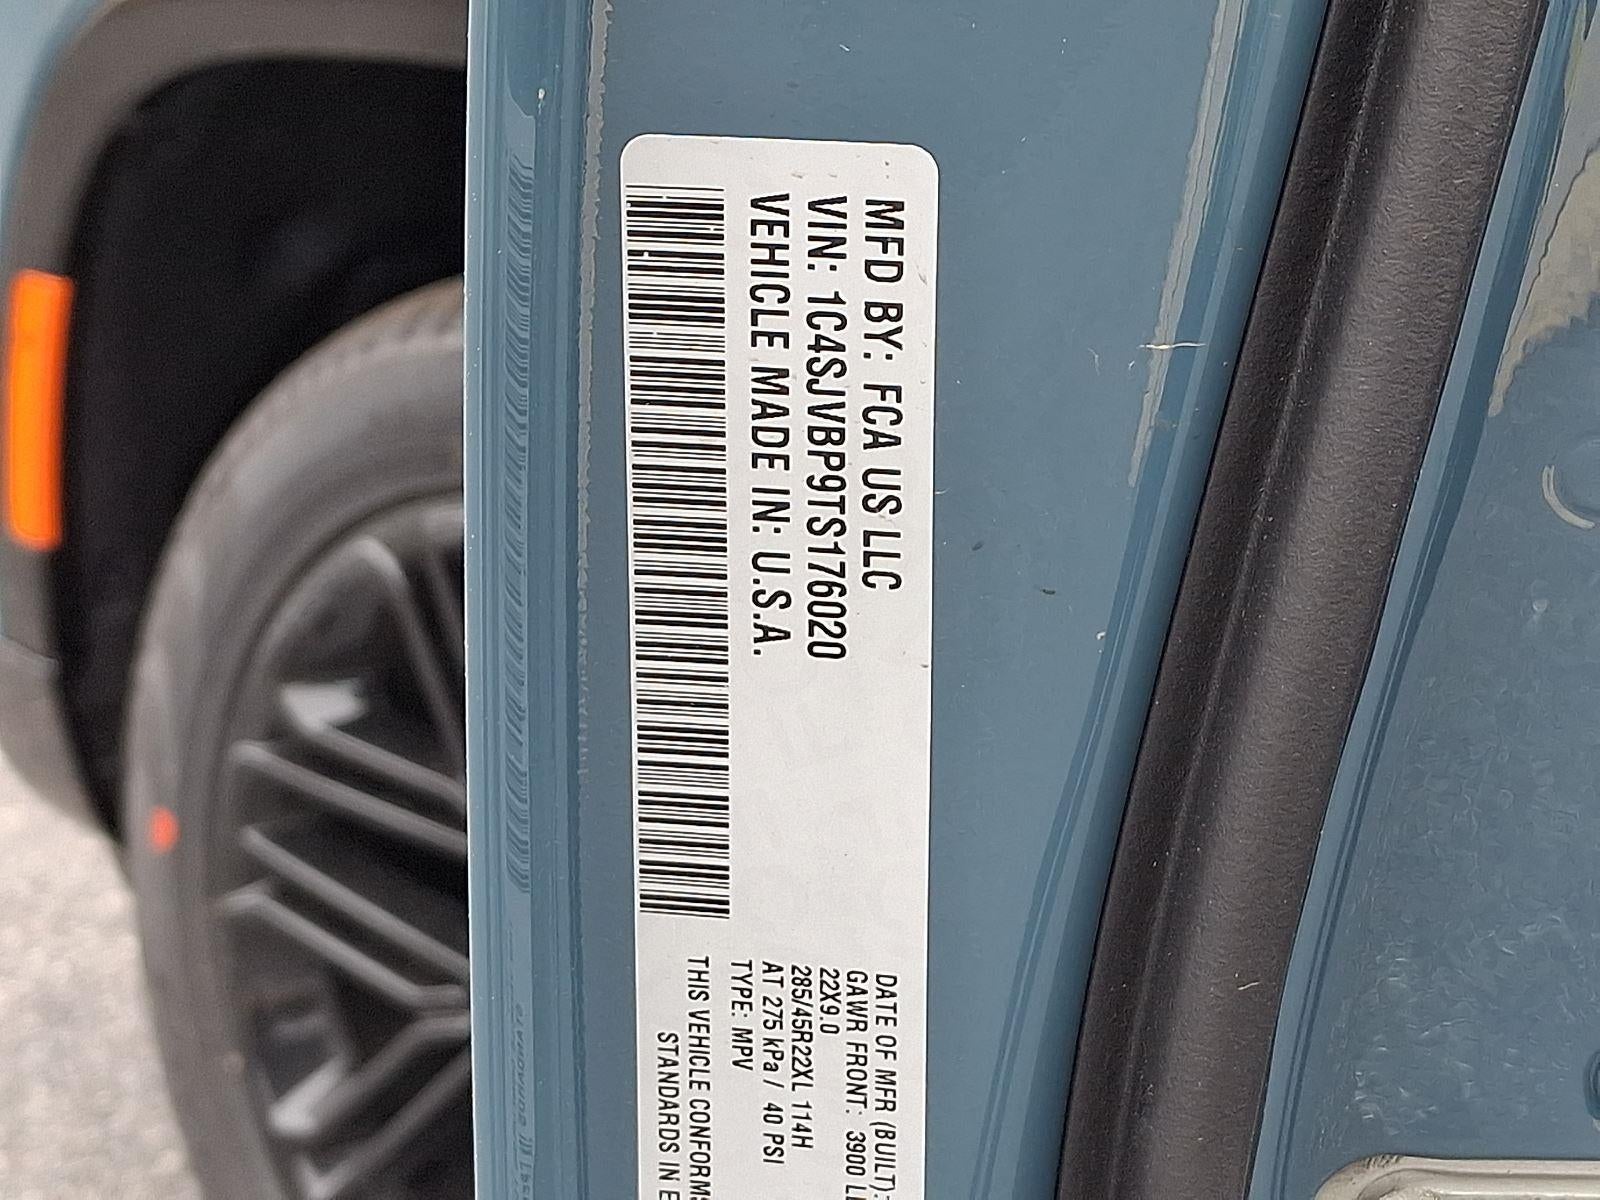 MFD BY: FCA US LLC
VIN: 1C4SJVBP9TS176020
VEHICLE MADE IN: U.S.A.
DATE OF MFR (BUILT):
GAWR FRONT: 3900
22X9.0
285/45R22XL 114H
AT 275 kPa / 40 PSI
TYPE: MPV
THIS VEHICLE CONFORMS
STANDARDS IN